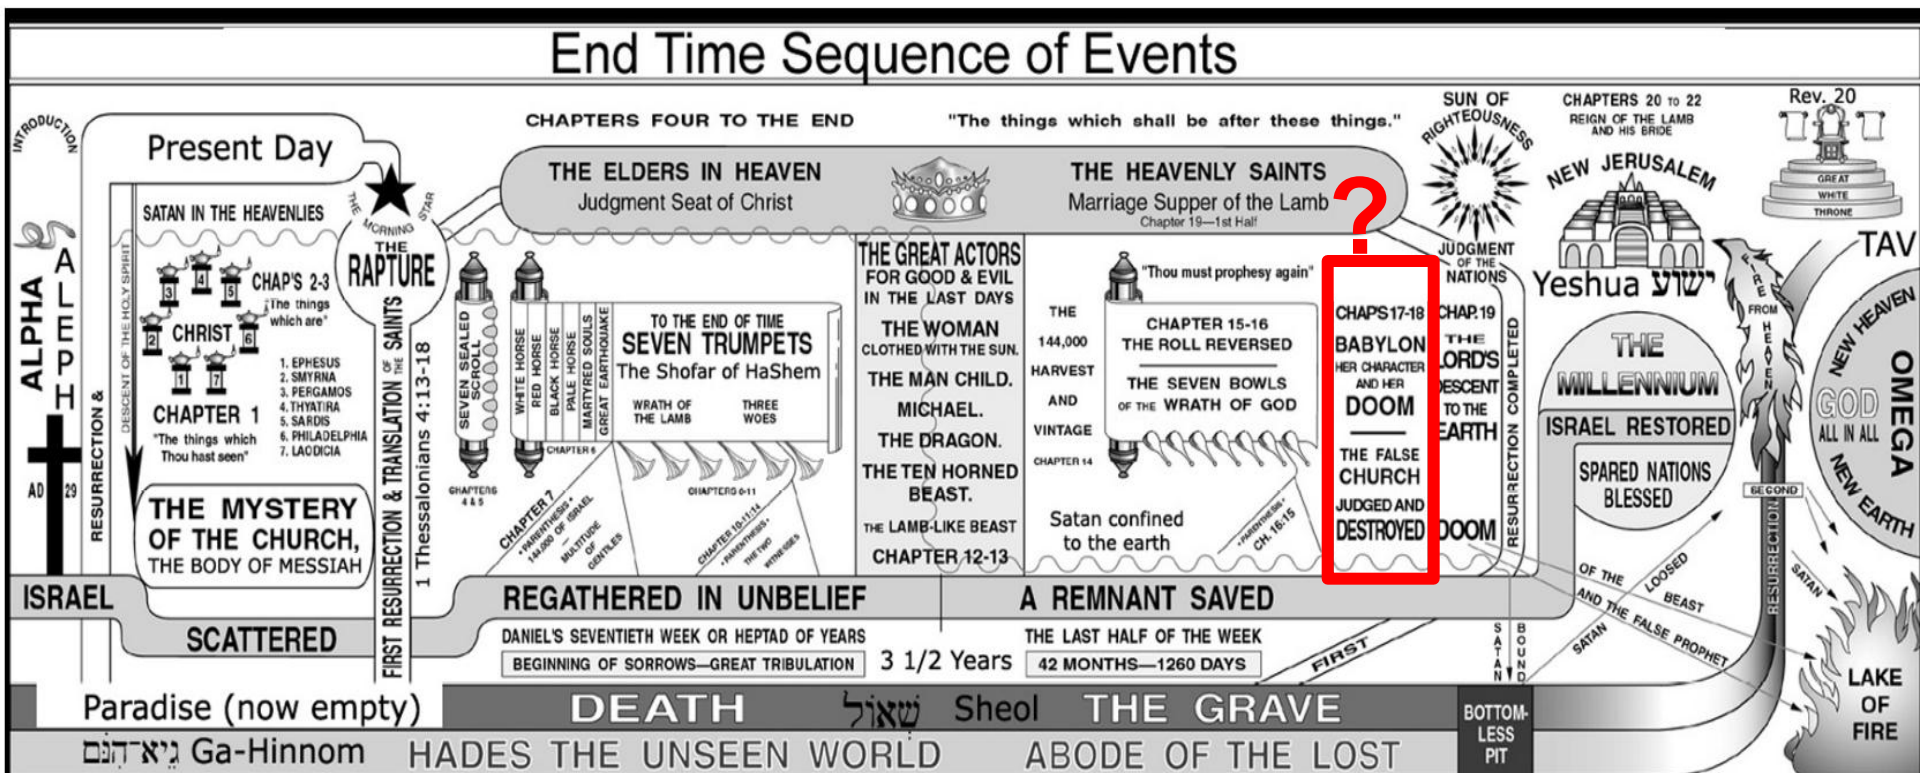 End Time Sequence of Events
INTRODUCTION
Present Day
CHAPTERS FOUR TO THE END
"The things which shall be after these things."
SUN OF
RIGHTEOUSNESS
CHAPTERS 20 TO 22
REIGN OF THE LAMB
AND HIS BRIDE
Rev. 20
GREAT
WHITE
THRONE
NEW JERUSALEM
Yeshua ישוע
TAV
ALPHA
ALEPH
AD 29
RESURRECTION &
DESCENT OF THE HOLY SPIRIT
SATAN IN THE HEAVENLIES
THE MORNING STAR
THE
RAPTURE
3
4
5
2
6
1
7
CHAP'S 2-3
"The things
which are"
CHRIST
1. EPHESUS
2. SMYRNA
3. PERGAMOS
4. THYATIRA
5. SARDIS
6. PHILADELPHIA
7. LAODICIA
CHAPTER 1
"The things which
Thou hast seen"
THE MYSTERY
OF THE CHURCH,
THE BODY OF MESSIAH
FIRST RESURRECTION & TRANSLATION OF THE SAINTS
1 Thessalonians 4:13-18
THE ELDERS IN HEAVEN
Judgment Seat of Christ
THE HEAVENLY SAINTS
Marriage Supper of the Lamb
Chapter 19—1st Half
?
SEVEN SEALED
SCROLL
CHAPTERS
4 & 5
WHITE HORSE
RED HORSE
BLACK HORSE
PALE HORSE
MARTYRED SOULS
GREAT EARTHQUAKE
CHAPTER 6
TO THE END OF TIME
SEVEN TRUMPETS
The Shofar of HaShem
WRATH OF
THE LAMB
THREE
WOES
CHAPTER 7
• PARENTHESIS •
144,000 OF ISRAEL
—
MULTITUDE
OF
GENTILES
CHAPTERS 8-11
CHAPTER 10-11:14
• PARENTHESIS •
THE TWO
WITNESSES
THE GREAT ACTORS
FOR GOOD & EVIL
IN THE LAST DAYS
THE WOMAN
CLOTHED WITH THE SUN.
THE MAN CHILD.
MICHAEL.
THE DRAGON.
THE TEN HORNED
BEAST.
THE LAMB-LIKE BEAST
CHAPTER 12-13
THE
144,000
HARVEST
AND
VINTAGE
CHAPTER 14
"Thou must prophesy again"
CHAPTER 15-16
THE ROLL REVERSED
THE SEVEN BOWLS
OF THE WRATH OF GOD
Satan confined
to the earth
• PARENTHESIS •
CH. 16:15
CHAP'S 17-18
BABYLON
HER CHARACTER
AND HER
DOOM
THE FALSE
CHURCH
JUDGED AND
DESTROYED
JUDGMENT
OF THE
NATIONS
CHAP. 19
THE
LORD'S
DESCENT
TO THE
EARTH
DOOM
RESURRECTION COMPLETED
THE
MILLENNIUM
ISRAEL RESTORED
SPARED NATIONS
BLESSED
FIRE
FROM
HEAVEN
SECOND
RESURRECTION
NEW HEAVEN
GOD
ALL IN ALL
NEW EARTH
OMEGA
OF THE BEAST
AND THE FALSE PROPHET
SATAN LOOSED
SATAN
LAKE
OF
FIRE
ISRAEL
SCATTERED
REGATHERED IN UNBELIEF
A REMNANT SAVED
DANIEL'S SEVENTIETH WEEK OR HEPTAD OF YEARS
BEGINNING OF SORROWS—GREAT TRIBULATION
3 1/2 Years
THE LAST HALF OF THE WEEK
42 MONTHS—1260 DAYS
FIRST
SATAN
BOUND
Paradise (now empty)
DEATH
שְׁאוֹל Sheol
THE GRAVE
BOTTOM-
LESS
PIT
גֵיא־הִנֹּם Ga-Hinnom
HADES THE UNSEEN WORLD
ABODE OF THE LOST